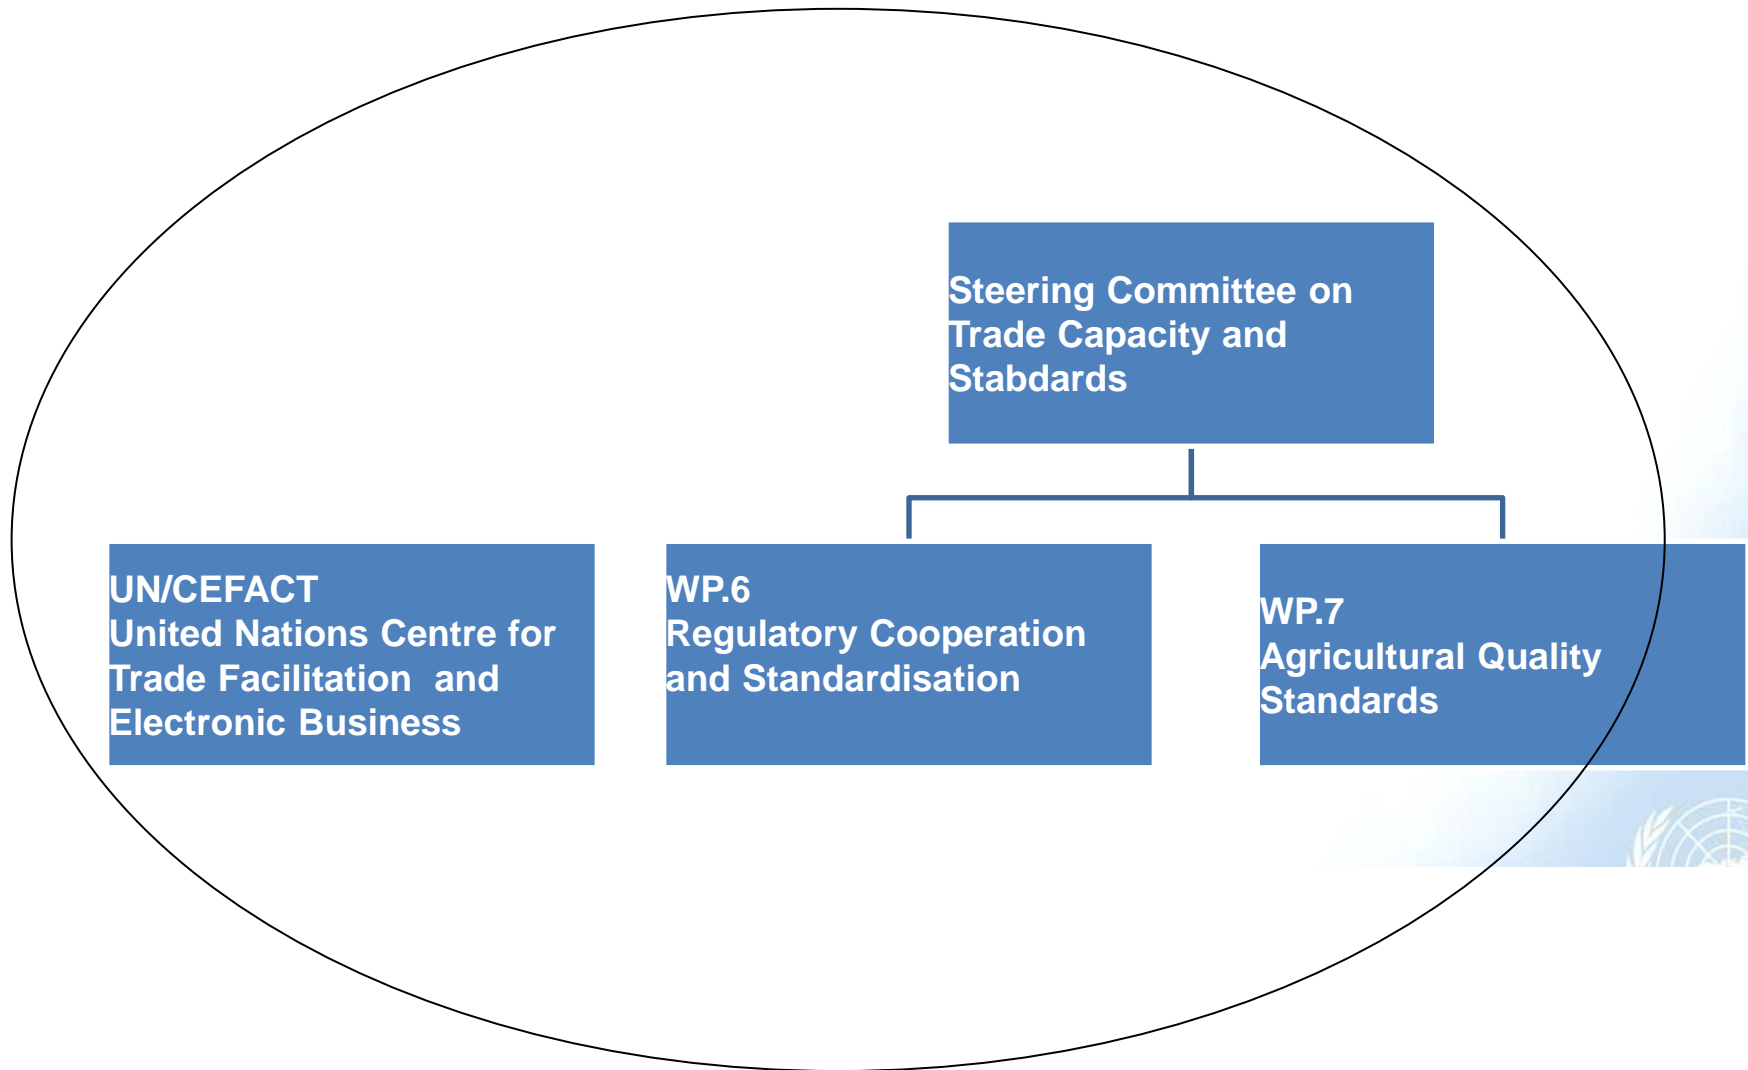 Steering Committee on
Trade Capacity and
Stabdards
UN/CEFACT
United Nations Centre for
Trade Facilitation  and
Electronic Business
WP.6
Regulatory Cooperation
and Standardisation
WP.7
Agricultural Quality
Standards